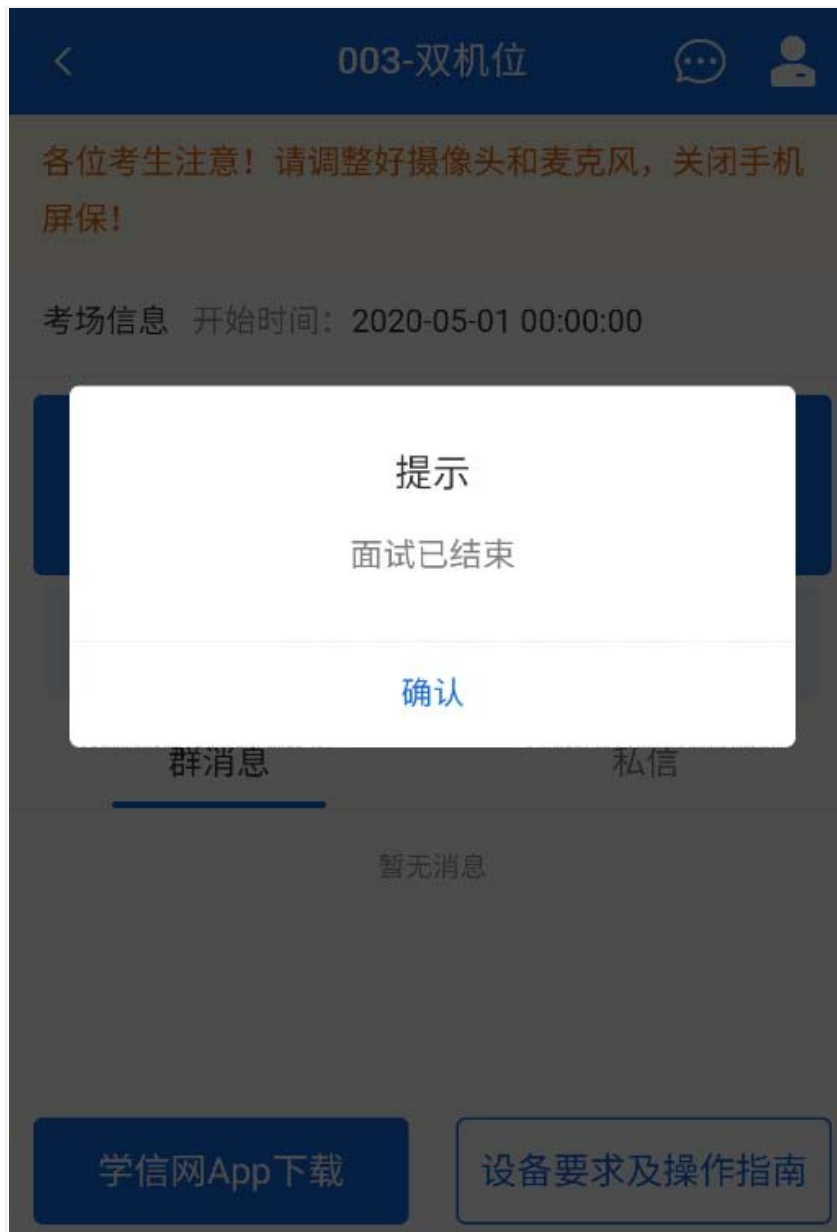 003-双机位
各位考生注意！请调整好摄像头和麦克风，关闭手机
屏保！
考场信息 开始时间：2020-05-01 00:00:00
提示
面试已结束
确认
群消息 私信
暂无消息
学信网App下载 设备要求及操作指南